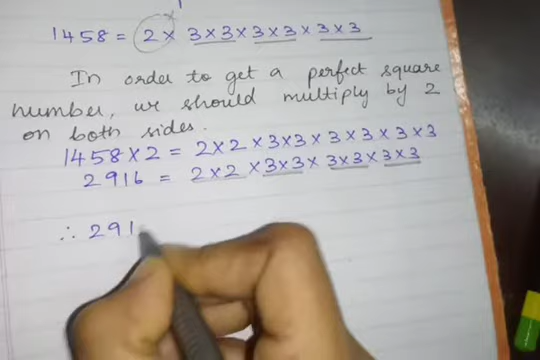 1458 = 2 × 3 × 3 × 3 × 3 × 3 × 3
In order to get a perfect square
number, we should multiply by 2
on both sides.
1458 × 2 = 2 × 2 × 3 × 3 × 3 × 3 × 3 × 3
2916 = 2 × 2 × 3 × 3 × 3 × 3 × 3 × 3
∴ 291